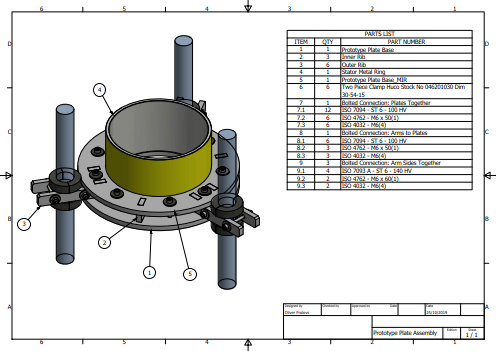 6 5 4 3 2 1
D D
C C
B B
A A
4
3
2
1
5
PARTS LIST
ITEM QTY PART NUMBER
1 1 Prototype Plate Base
2 3 Inner Rib
3 6 Outer Rib
4 1 Stator Metal Ring
5 1 Prototype Plate Base_MIR
6 6 Two Piece Clamp Huco Stock No 046201030 Dim
30-54-15
7 1 Bolted Connection: Plates Together
7.1 12 ISO 7094 - ST 6 - 100 HV
7.2 6 ISO 4762 - M6 x 50(1)
7.3 6 ISO 4032 - M6(4)
8 1 Bolted Connection: Arms to Plates
8.1 6 ISO 7094 - ST 6 - 100 HV
8.2 3 ISO 4762 - M6 x 50(1)
8.3 3 ISO 4032 - M6(4)
9 3 Bolted Connection: Arm Sides Together
9.1 4 ISO 7093 A - ST 6 - 140 HV
9.2 2 ISO 4762 - M6 x 60(1)
9.3 2 ISO 4032 - M6(4)
Designed by Checked by Approved by Date Date
Oliver 25/10/2019
Prototype Plate Assembly
Edition Sheet
1 / 1
6 5 4 3 2 1